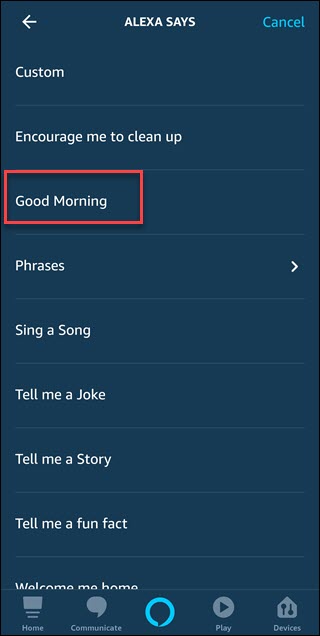 ALEXA SAYS
Cancel
Custom
Encourage me to clean up
Good Morning
Phrases
Sing a Song
Tell me a Joke
Tell me a Story
Tell me a fun fact
Welcome me home
Home
Communicate
Play
Devices